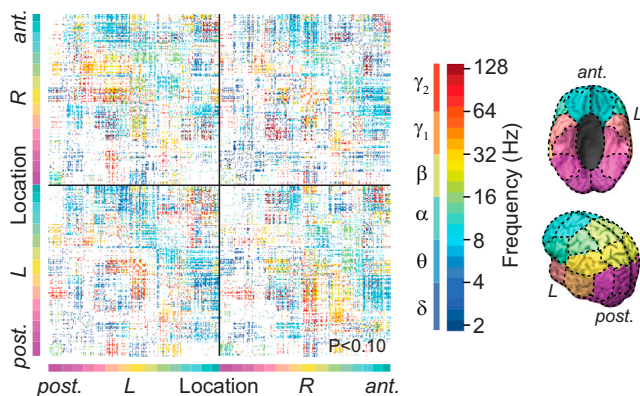 ant.
R
Location
L
post.
P<0.10
post. L Location R ant.
γ2
γ1
β
α
θ
δ
128
64
32
16
8
4
2
Frequency (Hz)
ant.
L
L
post.